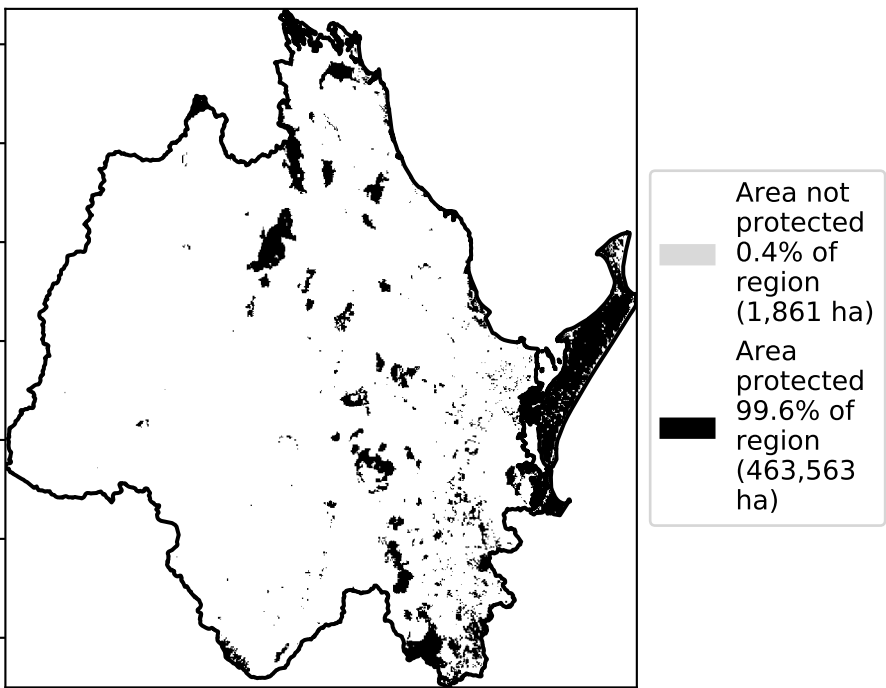 Area not
protected
0.4% of
region
(1,861 ha)
Area
protected
99.6% of
region
(463,563
ha)